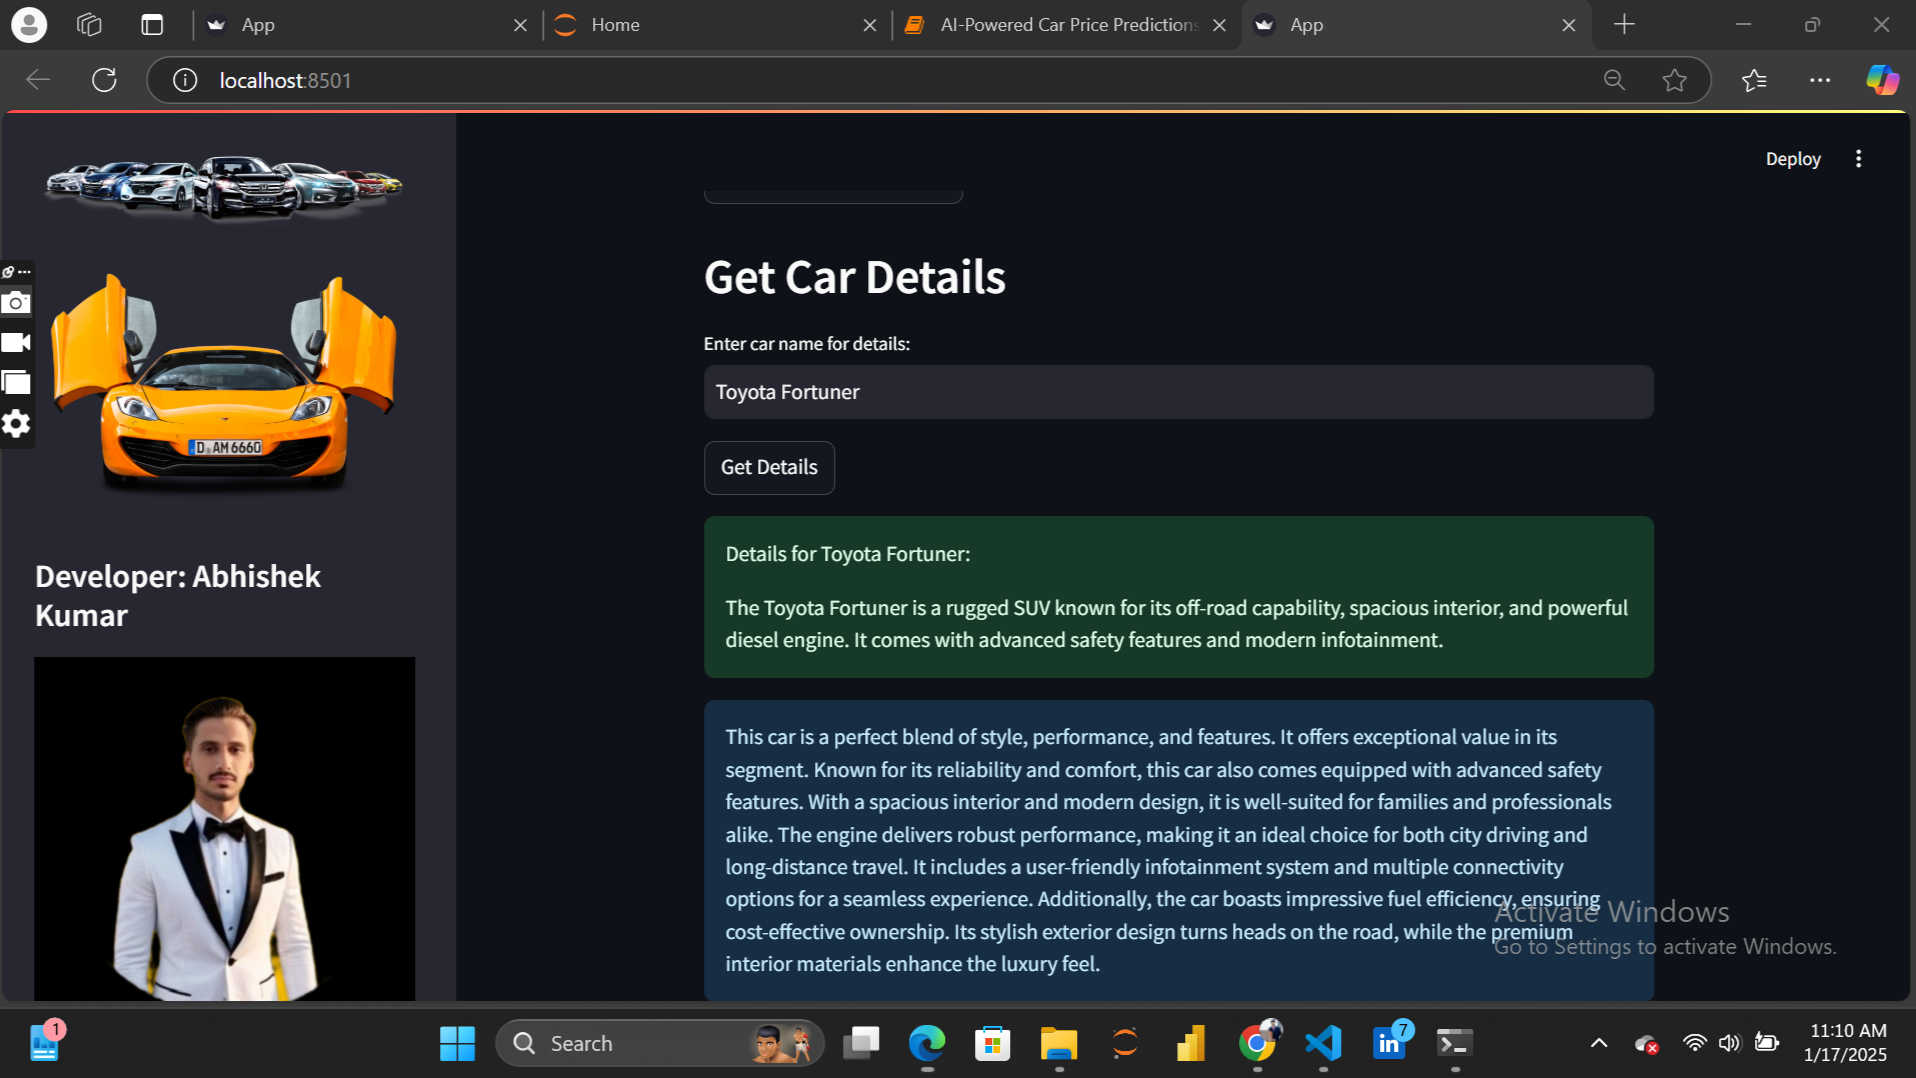 App
Home
AI-Powered Car Price Predictions
App
localhost:8501
Deploy
D AM 6660
Developer: Abhishek
Kumar
Get Car Details
Enter car name for details:
Toyota Fortuner
Get Details
Details for Toyota Fortuner:
The Toyota Fortuner is a rugged SUV known for its off-road capability, spacious interior, and powerful
diesel engine. It comes with advanced safety features and modern infotainment.
This car is a perfect blend of style, performance, and features. It offers exceptional value in its
segment. Known for its reliability and comfort, this car also comes equipped with advanced safety
features. With a spacious interior and modern design, it is well-suited for families and professionals
alike. The engine delivers robust performance, making it an ideal choice for both city driving and
long-distance travel. It includes a user-friendly infotainment system and multiple connectivity
options for a seamless experience. Additionally, the car boasts impressive fuel efficiency, ensuring
cost-effective ownership. Its stylish exterior design turns heads on the road, while the premium
interior materials enhance the luxury feel.
Activate Windows
Go to Settings to activate Windows.
1
Search
in
7
11:10 AM
1/17/2025